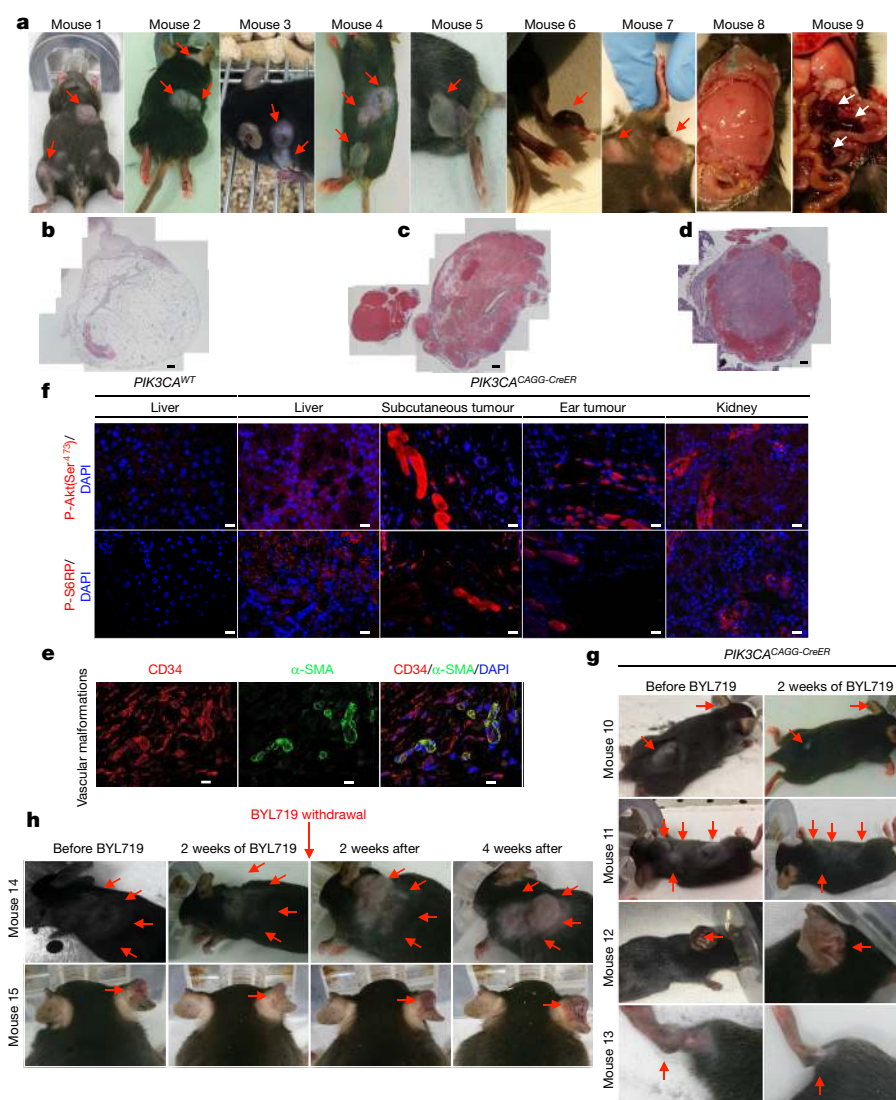 a
Mouse 1 Mouse 2 Mouse 3 Mouse 4 Mouse 5 Mouse 6 Mouse 7 Mouse 8 Mouse 9
b c d
f
PIK3CA^WT PIK3CA^CAGG-CreER
Liver Liver Subcutaneous tumour Ear tumour Kidney
P-Akt(Ser473)/
DAPI
P-S6RP/
DAPI
e
CD34 α-SMA CD34/α-SMA/DAPI
Vascular malformations
g
PIK3CA^CAGG-CreER
Before BYL719 2 weeks of BYL719
Mouse 10
Mouse 11
Mouse 12
Mouse 13
h
BYL719 withdrawal
Before BYL719 2 weeks of BYL719 2 weeks after 4 weeks after
Mouse 14
Mouse 15